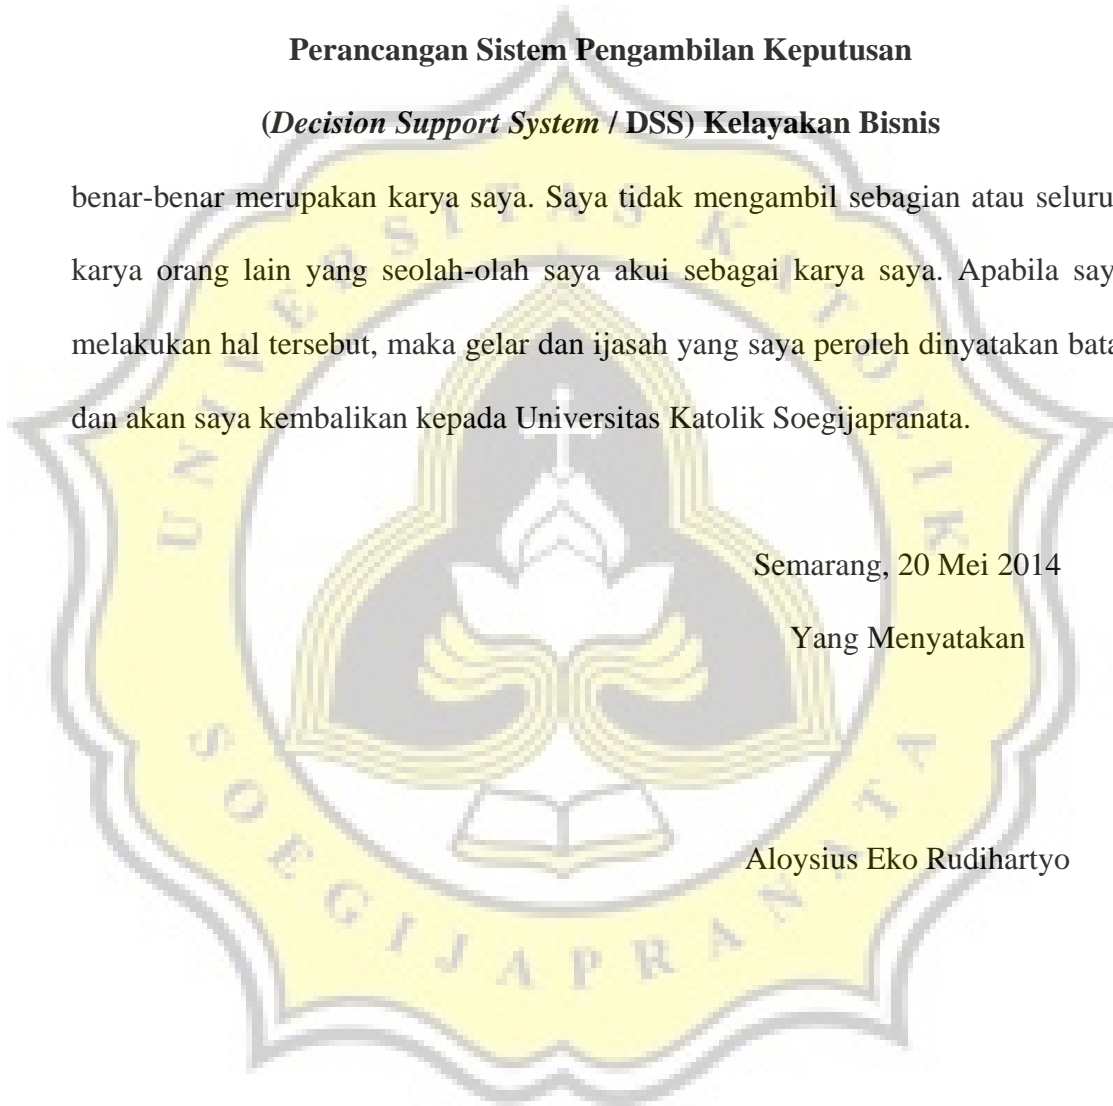 Perancangan Sistem Pengambilan Keputusan
(Decision Support System / DSS) Kelayakan Bisnis
benar-benar merupakan karya saya. Saya tidak mengambil sebagian atau seluru
karya orang lain yang seolah-olah saya akui sebagai karya saya. Apabila say
melakukan hal tersebut, maka gelar dan ijasah yang saya peroleh dinyatakan bata
dan akan saya kembalikan kepada Universitas Katolik Soegijapranata.
Semarang, 20 Mei 2014
Yang Menyatakan
Aloysius Eko Rudihartyo
UNIVERSITAS KATOLIK
SOEGIJAPRANATA